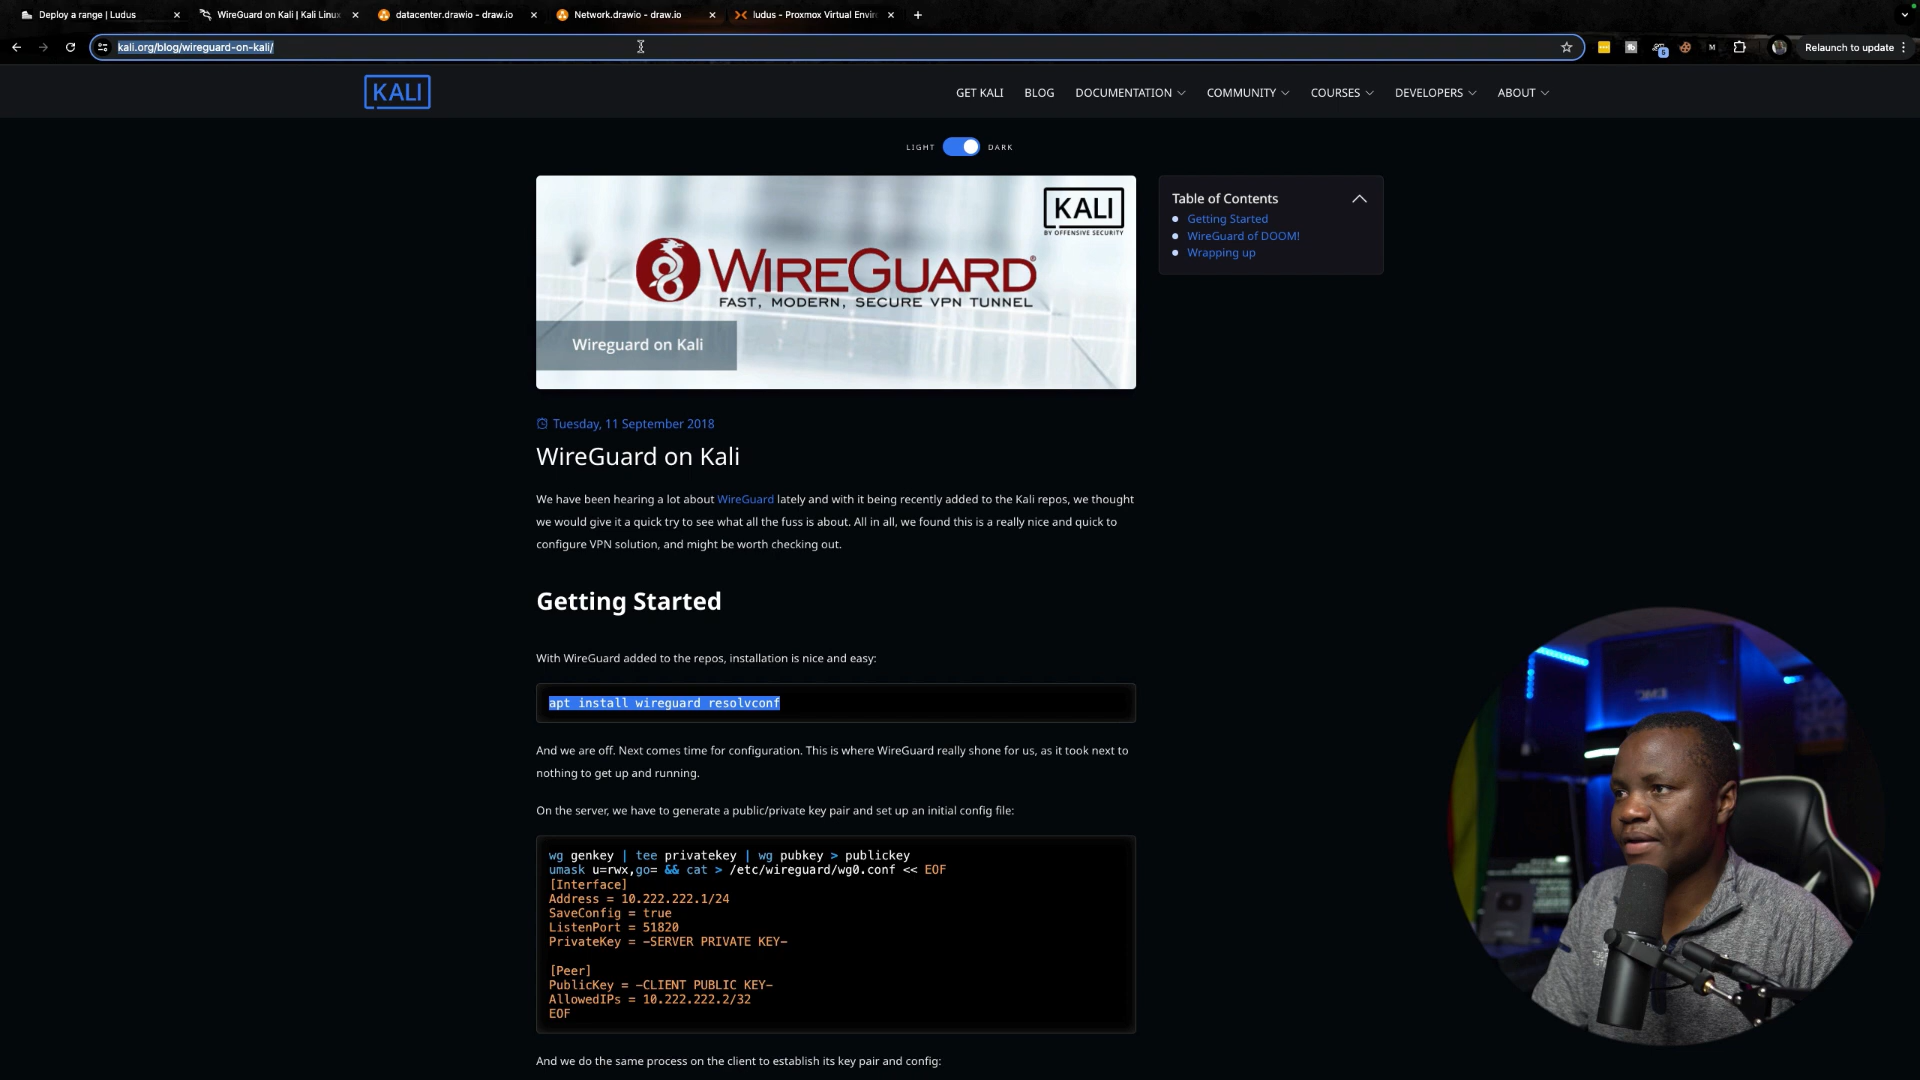 Deploy a range | Ludus
WireGuard on Kali | Kali Linux
datacenter.drawio - draw.io
Network.drawio - draw.io
ludus - Proxmox Virtual Envir
kali.org/blog/wireguard-on-kali/
Relaunch to update
KALI
GET KALI
BLOG
DOCUMENTATION
COMMUNITY
COURSES
DEVELOPERS
ABOUT
LIGHT
DARK
KALI
BY OFFENSIVE SECURITY
WIREGUARD
FAST, MODERN, SECURE VPN TUNNEL
Wireguard on Kali
Table of Contents
Getting Started
WireGuard of DOOM!
Wrapping up
Tuesday, 11 September 2018
WireGuard on Kali
We have been hearing a lot about WireGuard lately and with it being recently added to the Kali repos, we thought
we would give it a quick try to see what all the fuss is about. All in all, we found this is a really nice and quick to
configure VPN solution, and might be worth checking out.
Getting Started
With WireGuard added to the repos, installation is nice and easy:
apt install wireguard resolvconf
And we are off. Next comes time for configuration. This is where WireGuard really shone for us, as it took next to
nothing to get up and running.
On the server, we have to generate a public/private key pair and set up an initial config file:
wg genkey | tee privatekey | wg pubkey > publickey
umask u=rwx,go= && cat > /etc/wireguard/wg0.conf << EOF
[Interface]
Address = 10.222.222.1/24
SaveConfig = true
ListenPort = 51820
PrivateKey = -SERVER PRIVATE KEY-
[Peer]
PublicKey = -CLIENT PUBLIC KEY-
AllowedIPs = 10.222.222.2/32
EOF
And we do the same process on the client to establish its key pair and config: